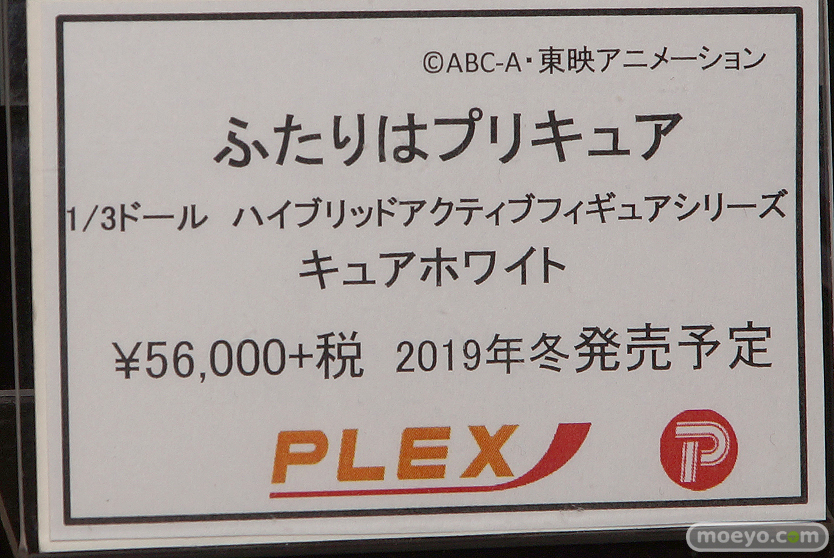 ©ABC-A・東映アニメーション
ふたりはプリキュア
1/3ドール ハイブリッドアクティブフィギュアシリーズ
キュアホワイト
¥56,000+税 2019年冬発売予定
PLEX
P
moeyo.com